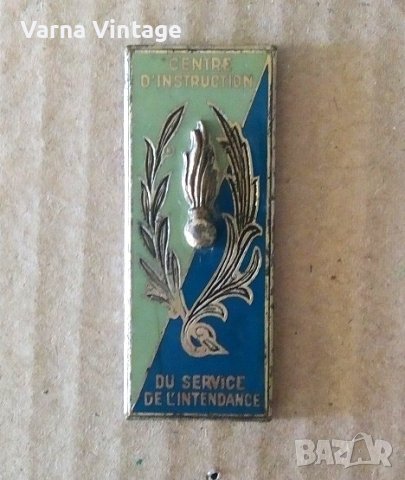 Varna Vintage
CENTRE
D'INSTRUCTION
DU SERVICE
DE L'INTENDANCE
BAZAR